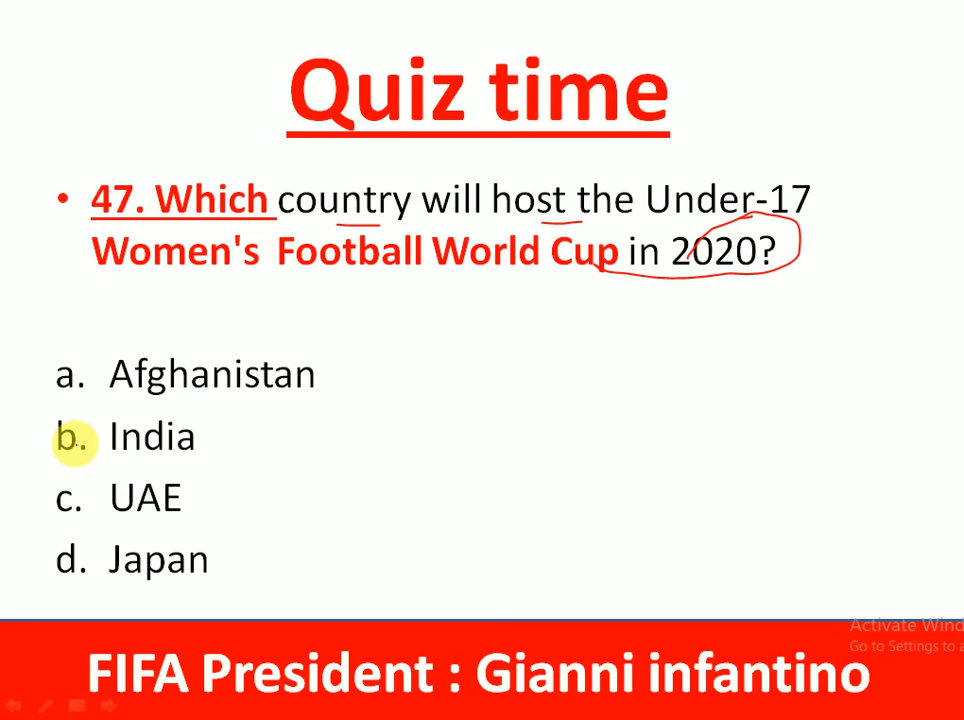 Quiz time
• 47. Which country will host the Under-17
Women's Football World Cup in 2020?
a. Afghanistan
b. India
c. UAE
d. Japan
Activate Wind
Go to Settings to a
FIFA President : Gianni infantino